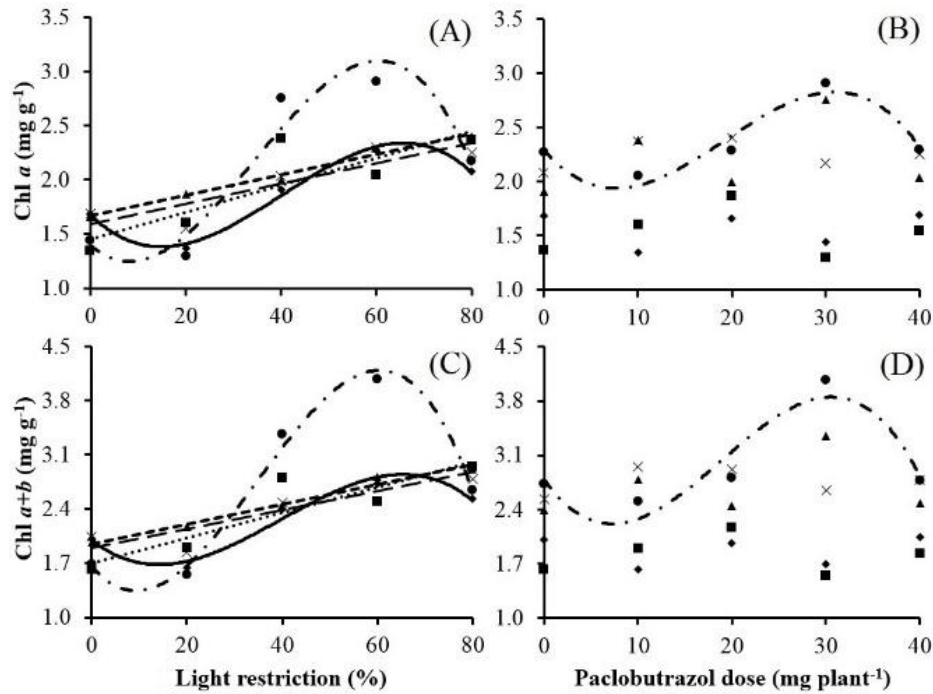 3.5
3.0
2.5
2.0
1.5
1.0
Chl a (mg g⁻¹)
(A)
0 20 40 60 80
3.5
3.0
2.5
2.0
1.5
1.0
(B)
0 10 20 30 40
4.5
3.8
3.1
2.4
1.7
1.0
Chl a+b (mg g⁻¹)
(C)
0 20 40 60 80
Light restriction (%)
4.5
3.8
3.1
2.4
1.7
1.0
(D)
0 10 20 30 40
Paclobutrazol dose (mg plant⁻¹)